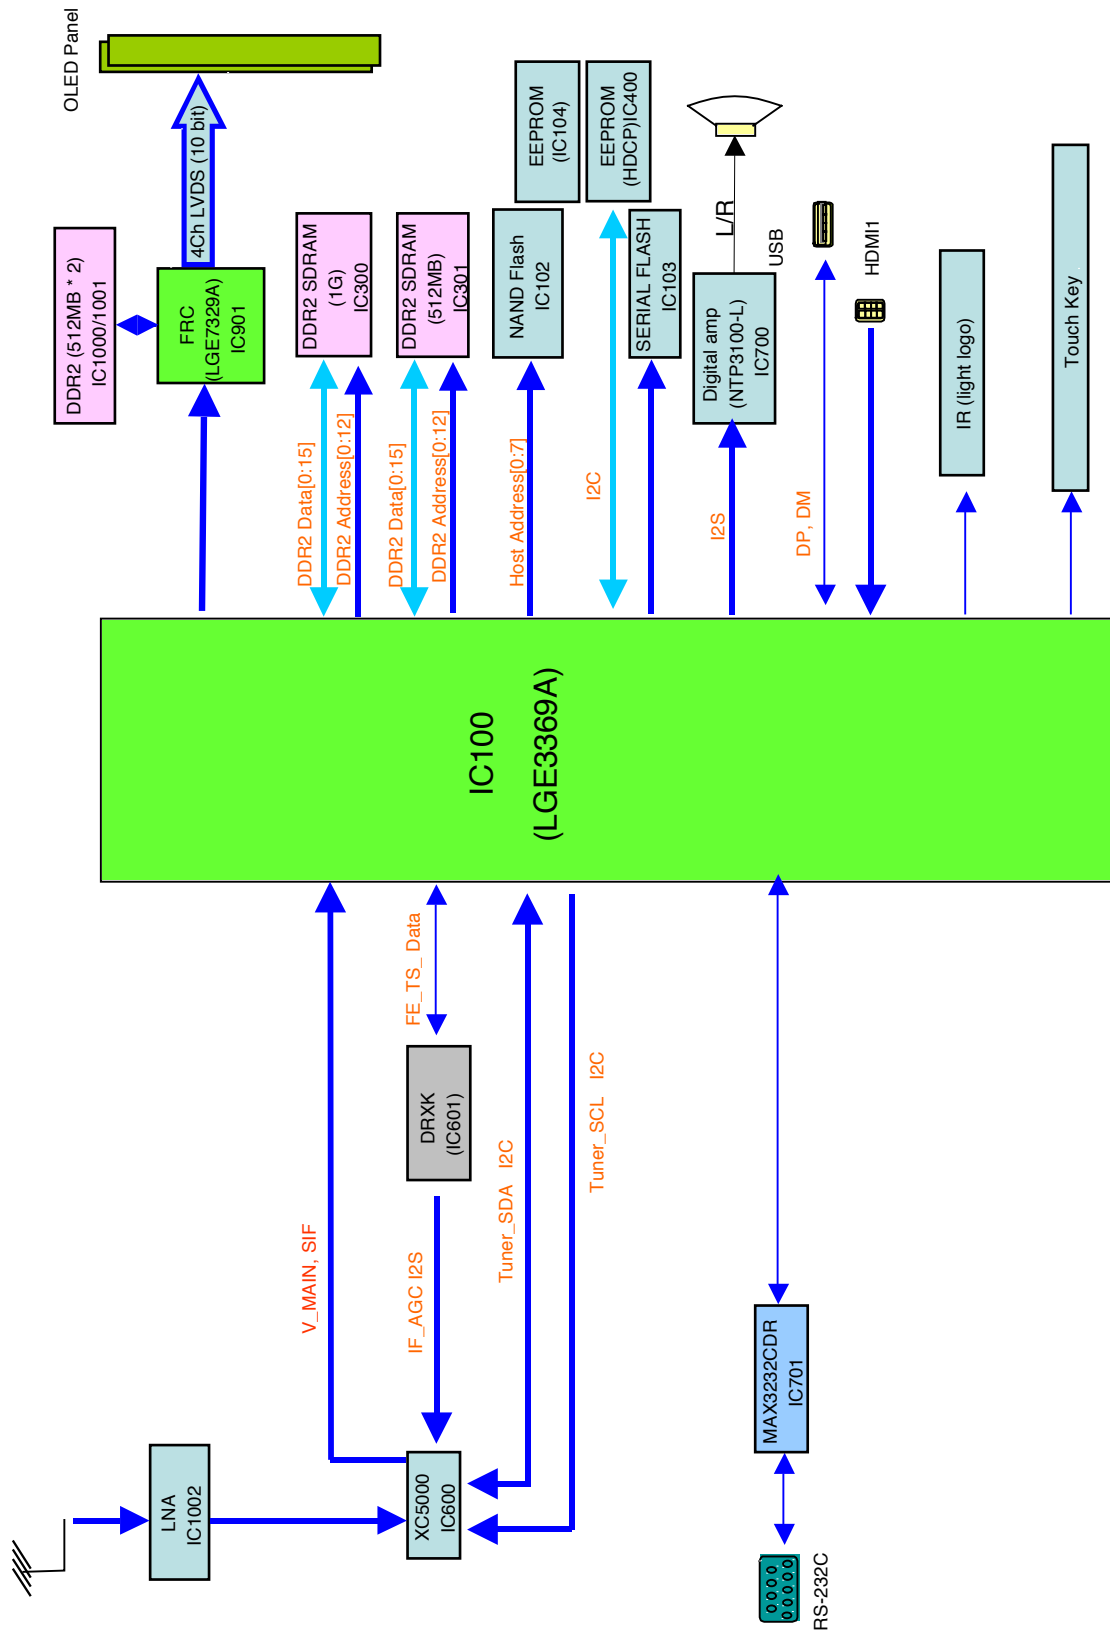 OLED Panel
4Ch LVDS (10 bit)
DDR2 (512MB * 2)
IC1000/1001
FRC
(LGE7329A)
IC901
DDR2 SDRAM
(1G)
IC300
DDR2 SDRAM
(512MB)
IC301
NAND Flash
IC102
EEPROM
(IC104)
EEPROM
(HDCP)IC400
SERIAL FLASH
IC103
L/R
Digital amp
(NTP3100-L)
IC700
USB
HDMI1
IR (light logo)
Touch Key
DDR2 Data[0:15]
DDR2 Address[0:12]
DDR2 Data[0:15]
DDR2 Address[0:12]
Host Address[0:7]
I2C
I2S
DP, DM
IC100
(LGE3369A)
V_MAIN, SIF
FE_TS_ Data
DRXK
(IC601)
IF_AGC I2S
Tuner_SDA I2C
Tuner_SCL I2C
LNA
IC1002
XC5000
IC600
MAX3232CDR
IC701
RS-232C